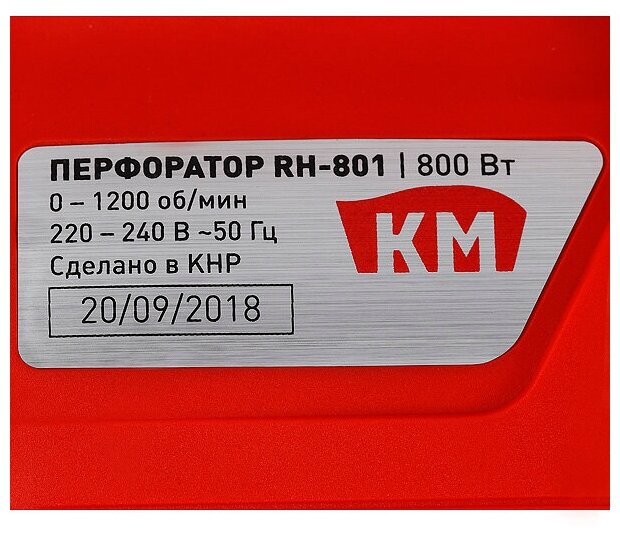 ПЕРФОРАТОР RH-801 | 800 Вт
0 – 1200 об/мин
220 – 240 В ~50 Гц
Сделано в КНР
20/09/2018
КМ